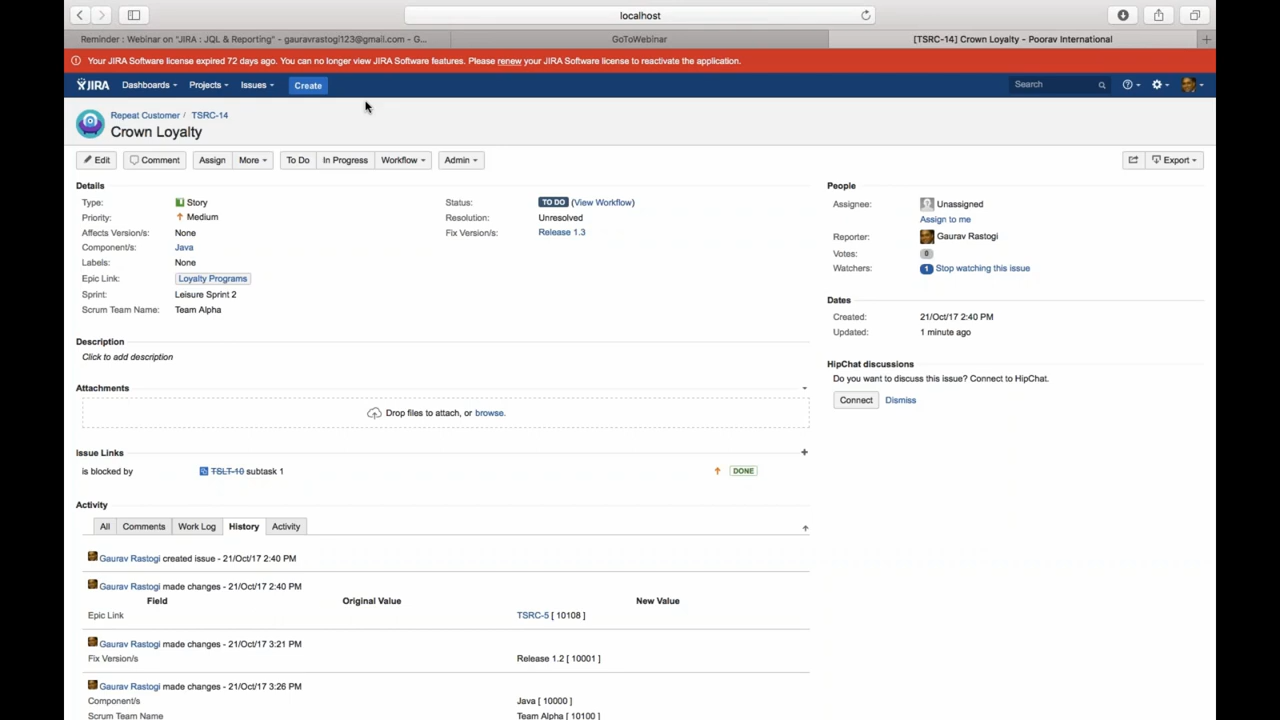 localhost
Reminder : Webinar on "JIRA : JQL & Reporting" - gauravrastogi123@gmail.com - G...
GoToWebinar
[TSRC-14] Crown Loyalty - Poorav International
Your JIRA Software license expired 72 days ago. You can no longer view JIRA Software features. Please renew your JIRA Software license to reactivate the application.
JIRA Dashboards Projects Issues Create Search
Repeat Customer / TSRC-14
Crown Loyalty
Edit Comment Assign More To Do In Progress Workflow Admin Export
Details
Type: Story
Priority: Medium
Affects Version/s: None
Component/s: Java
Labels: None
Epic Link: Loyalty Programs
Sprint: Leisure Sprint 2
Scrum Team Name: Team Alpha
Status: TO DO (View Workflow)
Resolution: Unresolved
Fix Version/s: Release 1.3
People
Assignee: Unassigned
Assign to me
Reporter: Gaurav Rastogi
Votes: 0
Watchers: 1 Stop watching this issue
Dates
Created: 21/Oct/17 2:40 PM
Updated: 1 minute ago
HipChat discussions
Do you want to discuss this issue? Connect to HipChat.
Connect Dismiss
Description
Click to add description
Attachments
Drop files to attach, or browse.
Issue Links
is blocked by TSLT-10 subtask 1 DONE
Activity
All Comments Work Log History Activity
Gaurav Rastogi created issue - 21/Oct/17 2:40 PM
Gaurav Rastogi made changes - 21/Oct/17 2:40 PM
Field Original Value New Value
Epic Link TSRC-5 [ 10108 ]
Gaurav Rastogi made changes - 21/Oct/17 3:21 PM
Fix Version/s Release 1.2 [ 10001 ]
Gaurav Rastogi made changes - 21/Oct/17 3:26 PM
Component/s Java [ 10000 ]
Scrum Team Name Team Alpha [ 10100 ]